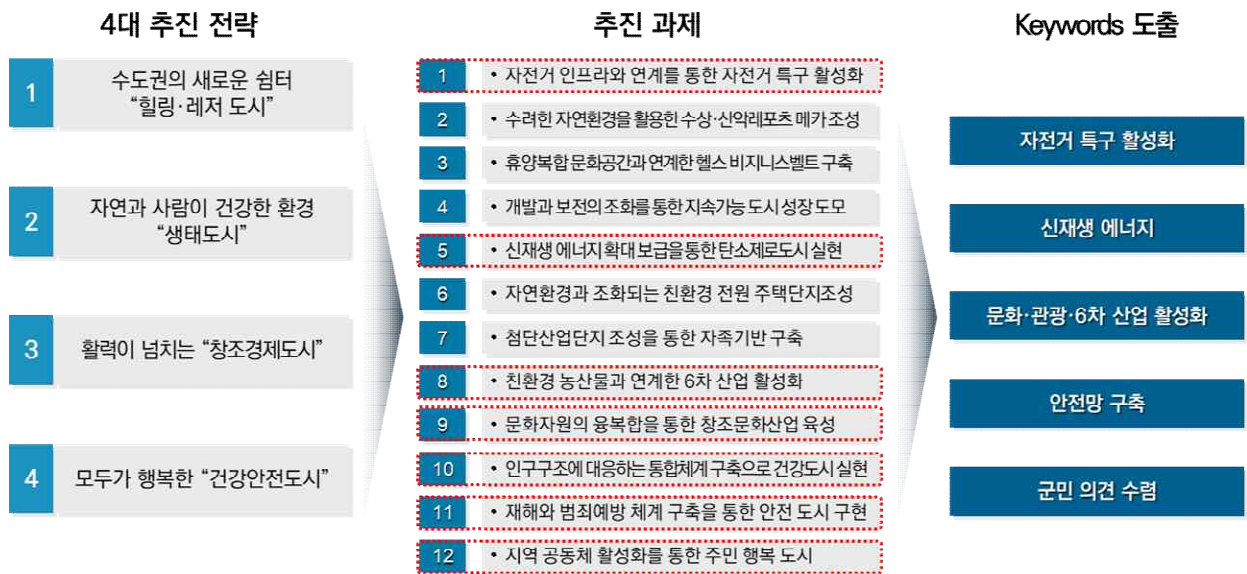 4대 추진 전략
1
수도권의 새로운 쉼터
“힐링·레저 도시”
2
자연과 사람이 건강한 환경
“생태도시”
3
활력이 넘치는 “창조경제도시”
4
모두가 행복한 “건강안전도시”
추진 과제
1 • 자전거 인프라와 연계를 통한 자전거 특구 활성화
2 • 수려한 자연환경을 활용한 수상·산악레포츠 메카 조성
3 • 휴양복합 문화공간과 연계한 헬스 비지니스벨트 구축
4 • 개발과 보전의 조화를 통한 지속가능 도시 성장 도모
5 • 신재생 에너지 확대 보급을 통한 탄소제로도시 실현
6 • 자연환경과 조화되는 친환경 전원 주택단지조성
7 • 첨단산업단지 조성을 통한 자족기반 구축
8 • 친환경 농산물과 연계한 6차 산업 활성화
9 • 문화자원의 융복합을 통한 창조문화산업 육성
10 • 인구구조에 대응하는 통합체계 구축으로 건강도시 실현
11 • 재해와 범죄예방 체계 구축을 통한 안전 도시 구현
12 • 지역 공동체 활성화를 통한 주민 행복 도시
Keywords 도출
자전거 특구 활성화
신재생 에너지
문화·관광·6차 산업 활성화
안전망 구축
군민 의견 수렴